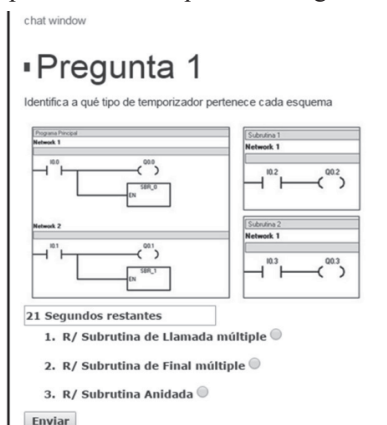 chat window
Pregunta 1
Identifica a qué tipo de temporizador pertenece cada esquema
Programa Principal
Network 1
I0.0
Q0.0
SBR_0
EN
Network 2
I0.1
Q0.1
SBR_1
EN
Subrutina 1
Network 1
I0.2
Q0.2
Subrutina 2
Network 1
I0.3
Q0.3
21 Segundos restantes
1. R/ Subrutina de Llamada múltiple
2. R/ Subrutina de Final múltiple
3. R/ Subrutina Anidada
Enviar